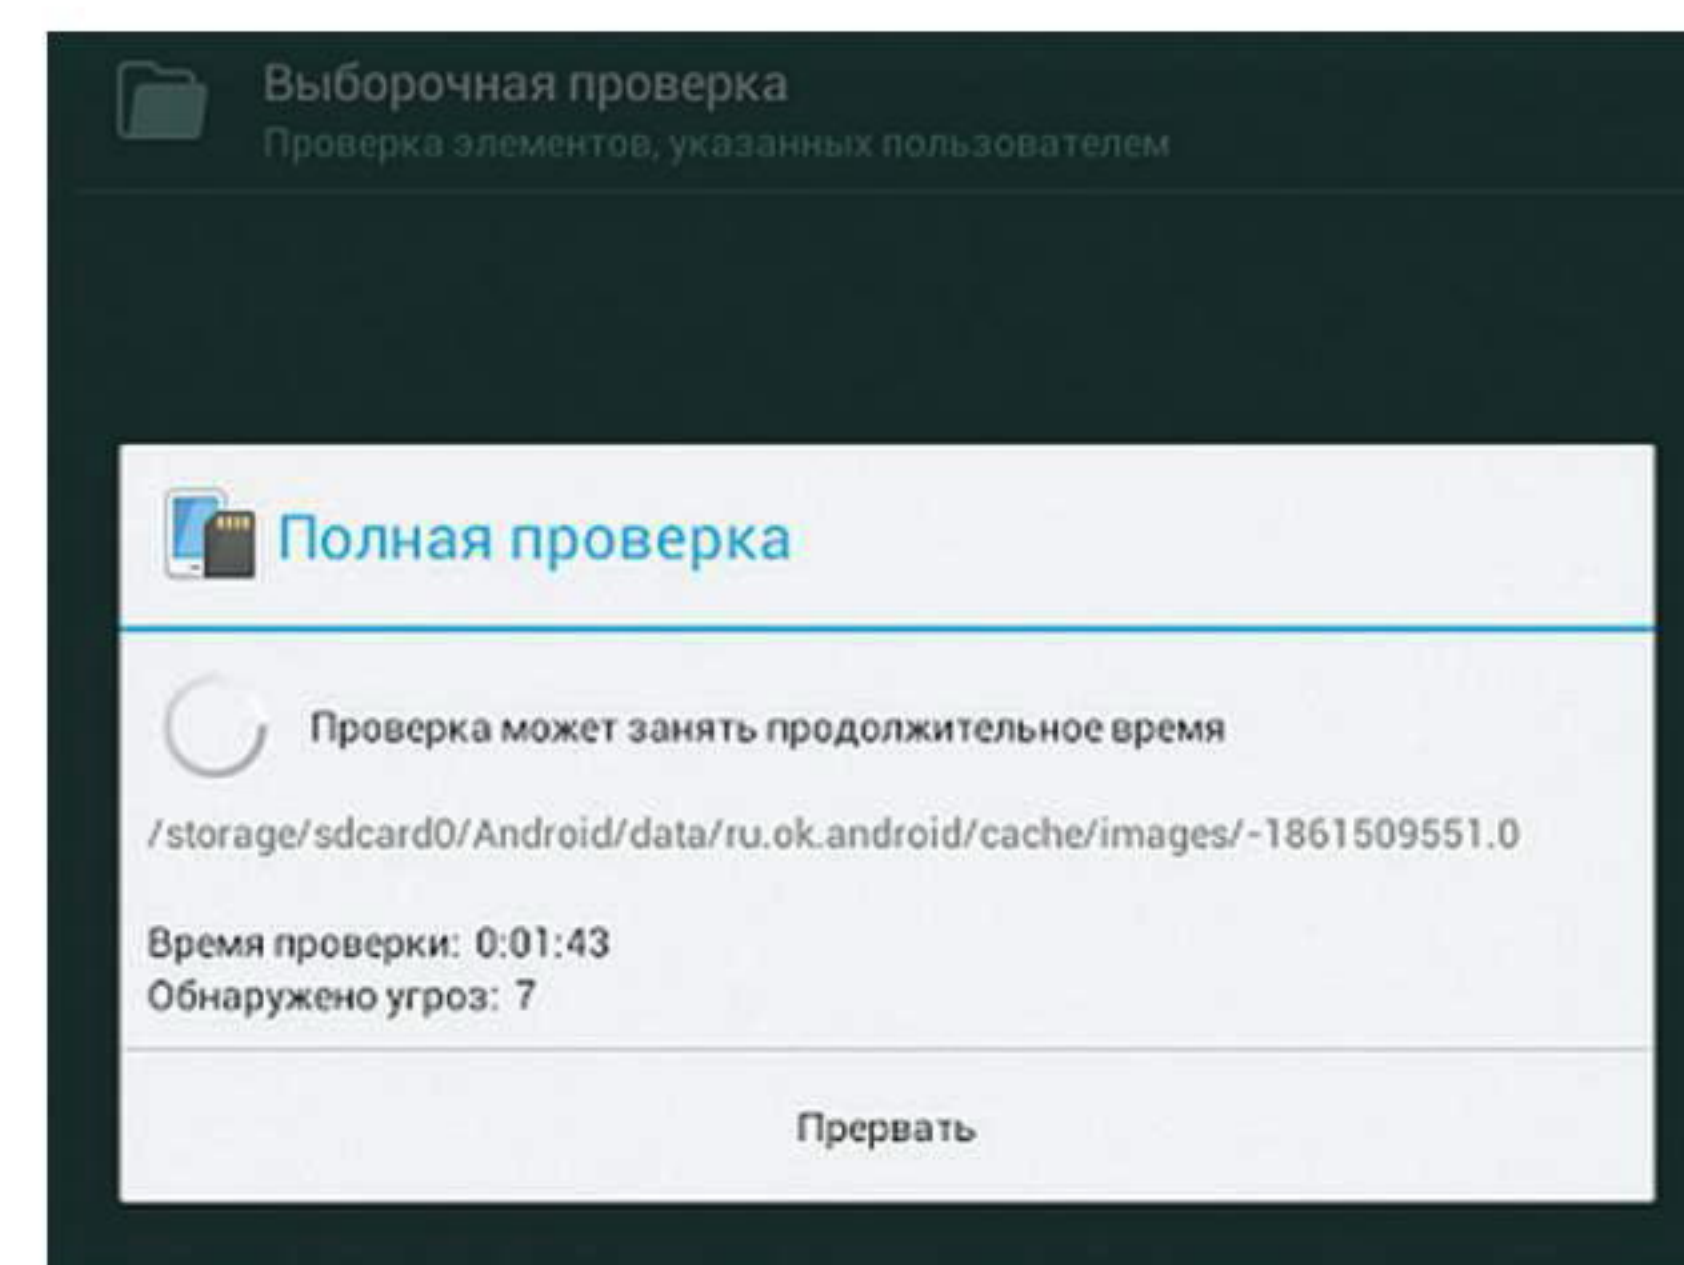 Выборочная проверка
Проверка элементов, указанных пользователем
Полная проверка
Проверка может занять продолжительное время
/storage/sdcard0/Android/data/ru.ok.android/cache/images/-1861509551.0
Время проверки: 0:01:43
Обнаружено угроз: 7
Прервать